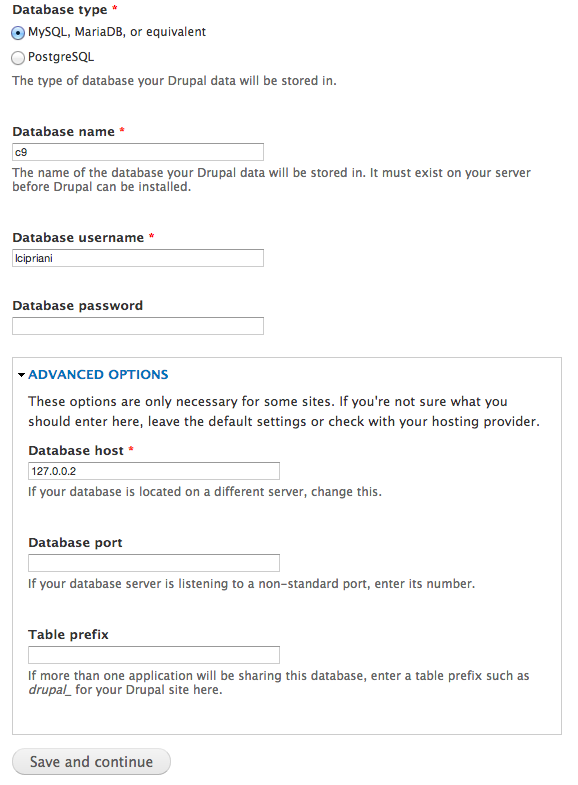 Database type *
MySQL, MariaDB, or equivalent
PostgreSQL
The type of database your Drupal data will be stored in.
Database name *
c9
The name of the database your Drupal data will be stored in. It must exist on your server
before Drupal can be installed.
Database username *
lcipriani
Database password
ADVANCED OPTIONS
These options are only necessary for some sites. If you're not sure what you
should enter here, leave the default settings or check with your hosting provider.
Database host *
127.0.0.2
If your database is located on a different server, change this.
Database port
If your database server is listening to a non-standard port, enter its number.
Table prefix
If more than one application will be sharing this database, enter a table prefix such as
drupal_ for your Drupal site here.
Save and continue